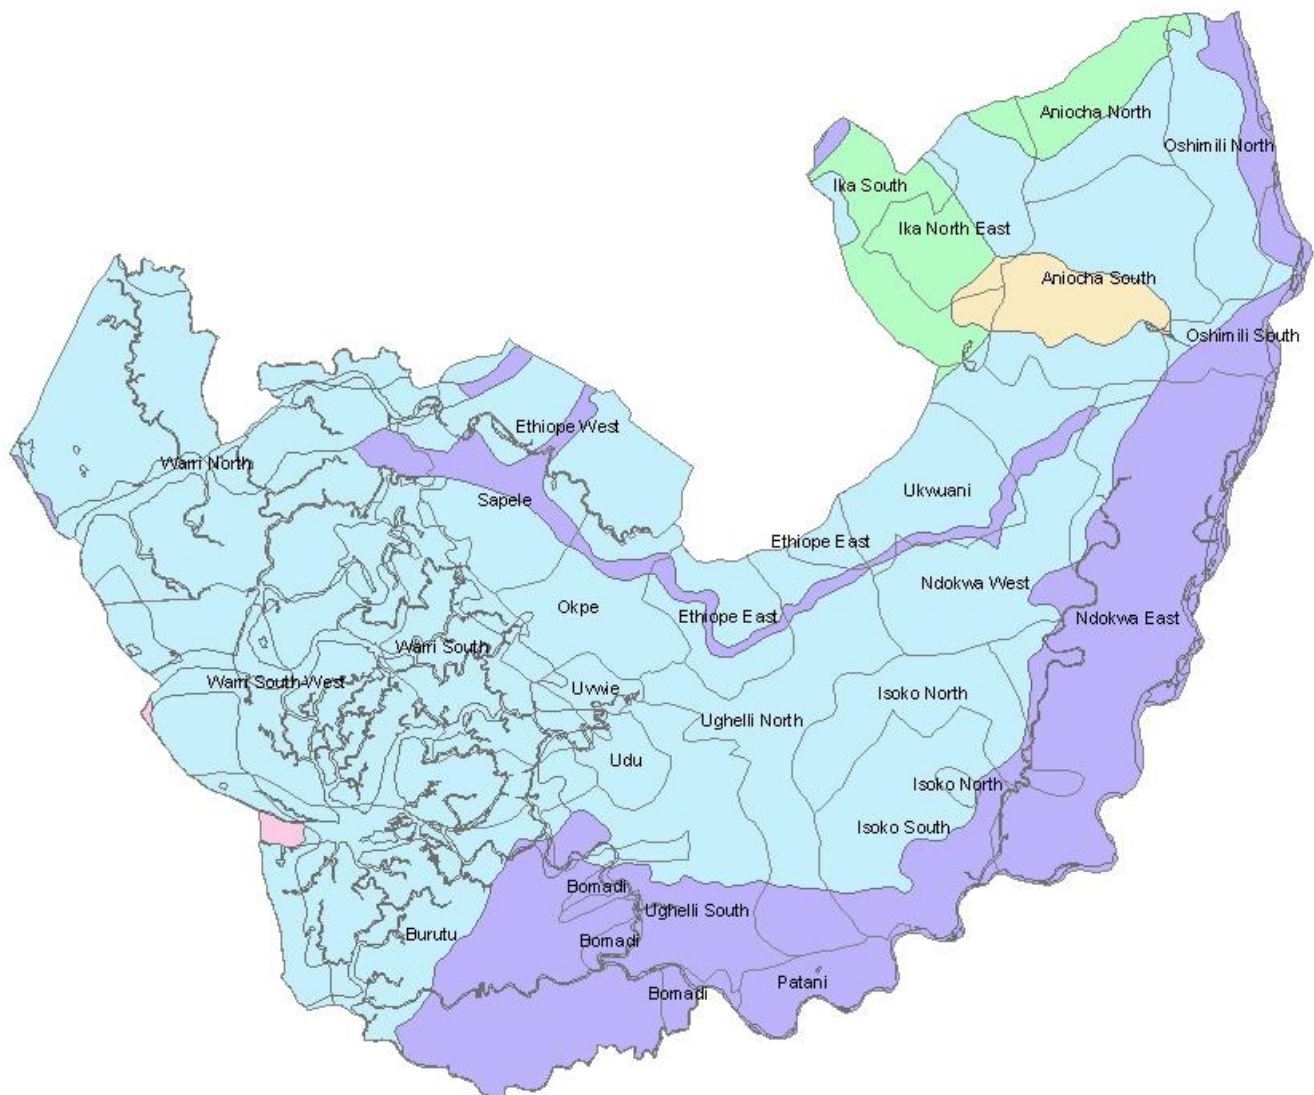 Aniocha North
Oshimili North
Ika South
Ika North East
Aniocha South
Oshimili South
Ethiope West
Warri North
Sapele
Ukwuani
Ethiope East
Ndokwa West
Okpe
Ethiope East
Ndokwa East
Warri South
Warri South-West
Uvwie
Isoko North
Ughelli North
Udu
Isoko North
Isoko South
Bomadi
Ughelli South
Burutu
Bomadi
Patani
Bomadi